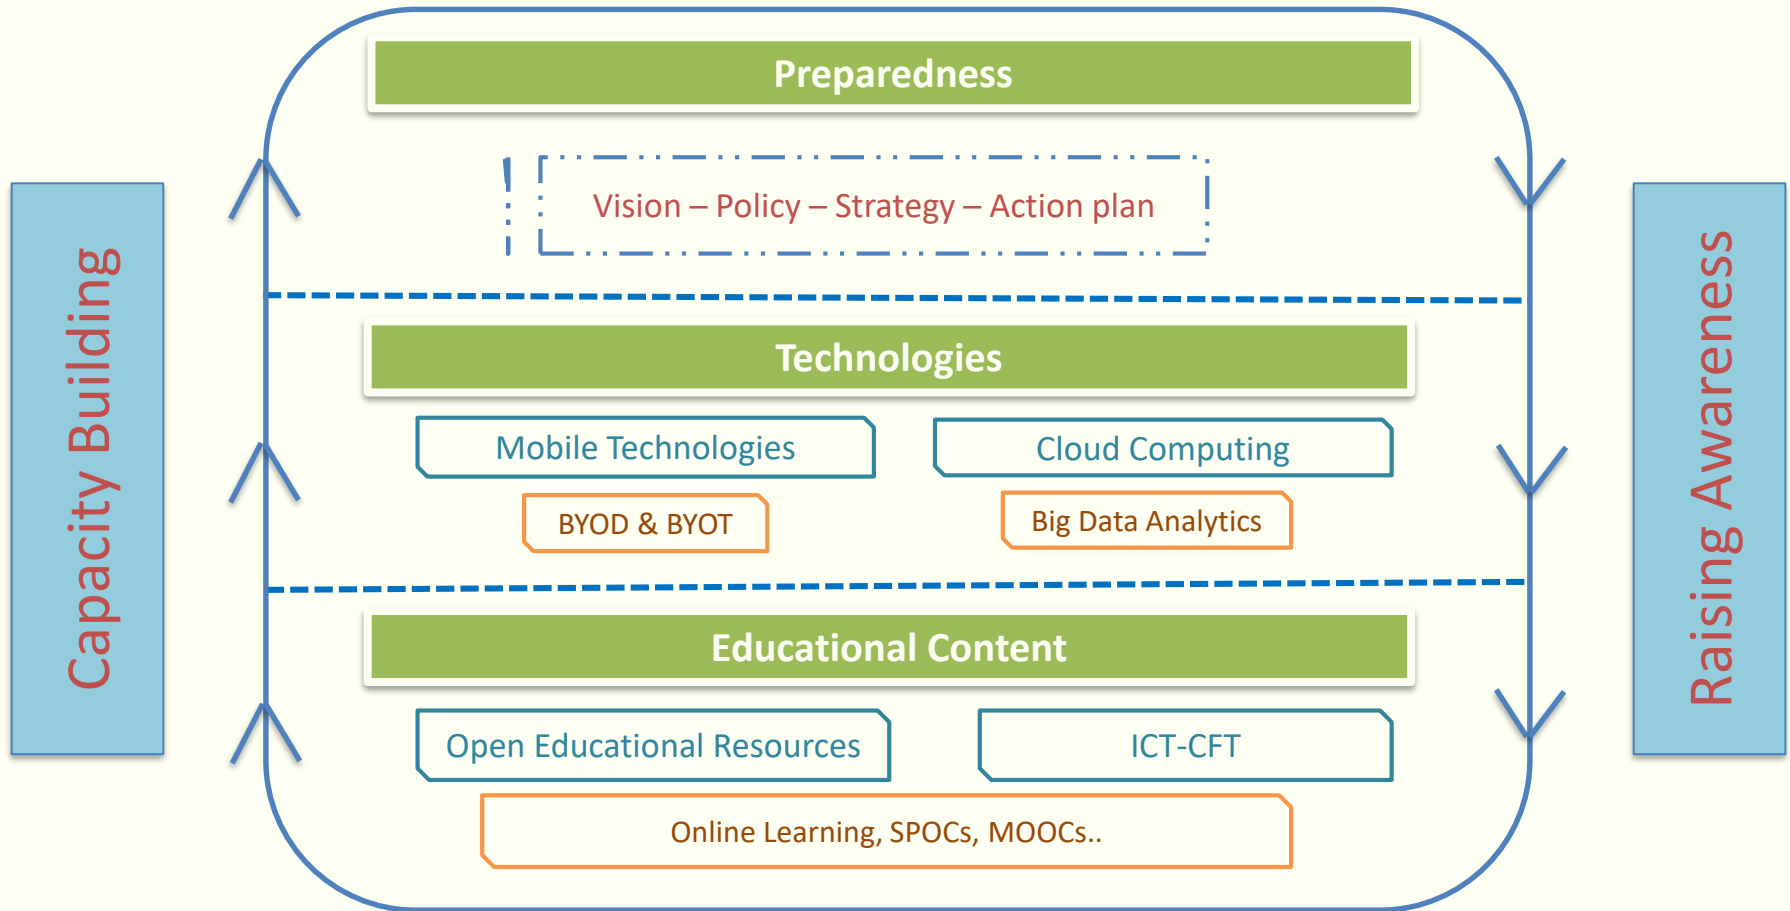 Preparedness
Vision – Policy – Strategy – Action plan
Capacity Building
Raising Awareness
Technologies
Mobile Technologies
Cloud Computing
BYOD & BYOT
Big Data Analytics
Educational Content
Open Educational Resources
ICT-CFT
Online Learning, SPOCs, MOOCs..